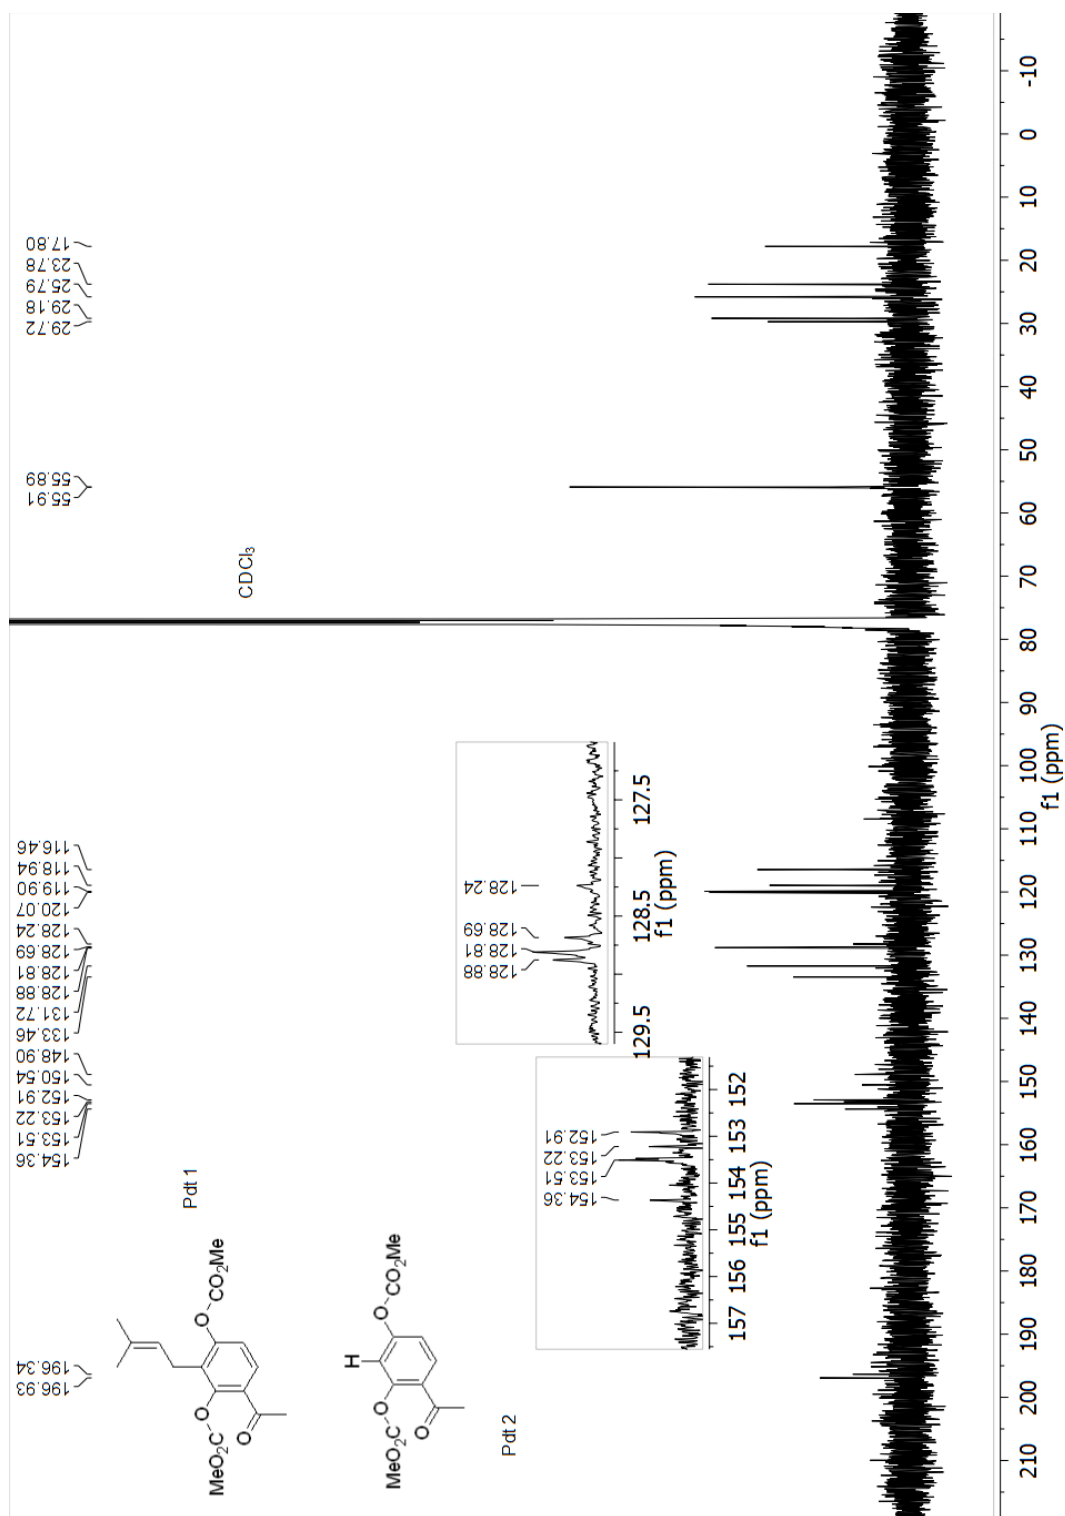 196.93
196.34
154.36
153.51
153.22
152.91
150.54
148.90
133.46
131.72
128.88
128.81
128.69
128.24
120.07
119.90
118.94
116.46
55.91
55.89
29.72
29.18
25.79
23.78
17.80
MeO₂C
O
O
O
CO₂Me
Pdt 1
CDCl₃
H
MeO₂C
O
O
O
CO₂Me
Pdt 2
128.88
128.81
128.69
128.24
129.5 128.5 127.5
f1 (ppm)
154.36
153.51
153.22
152.91
157 156 155 154 153 152
f1 (ppm)
210 200 190 180 170 160 150 140 130 120 110 100 90 80 70 60 50 40 30 20 10 0 -10
f1 (ppm)